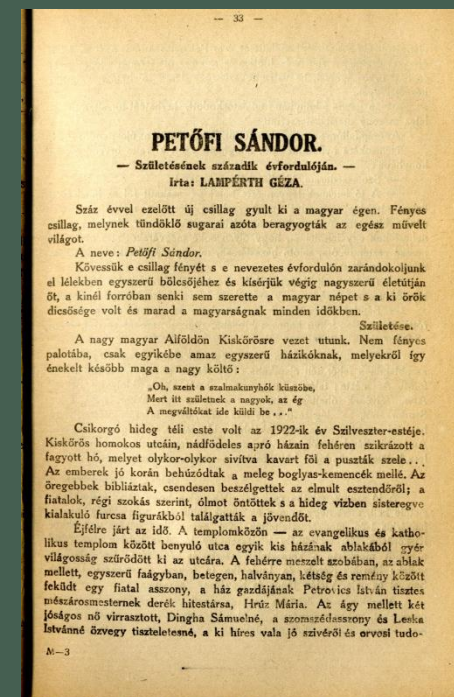 — 33 —
PETŐFI SÁNDOR.
— Születésének századik évfordulóján. —
Irta: LAMPÉRTH GÉZA.
Száz évvel ezelőtt új csillag gyult ki a magyar égen. Fényes
csillag, melynek tündöklő sugarai azóta beragyogták az egész művelt
világot.
A neve: Petőfi Sándor.
Kövessük e csillag fényét s e nevezetes évfordulón zarándokoljunk
el lélekben egyszerű bölcsőjéhez és kísérjük végig nagyszerű életutján
őt, a kinél forróban senki sem szerette a magyar népet s a ki örök
dicsősége volt és marad a magyarságnak minden időkben.
Születése.
A nagy magyar Alföldön Kiskőrösre vezet utunk. Nem fényes
palotába, csak egyikébe amaz egyszerű házikóknak, melyekről így
énekelt később maga a nagy költő:
„Oh, szent a szalmakunyhók küszöbe,
Mert itt születnek a nagyok, az ég
A megváltókat ide küldi be . . ."
Csikorgó hideg téli este volt az 1922-ik év Szilveszter-estéje.
Kiskőrös homokos utcáin, nádfödeles apró házain fehéren szikrázott a
fagyott hó, melyet olykor-olykor sivítva kavart föl a puszták szele . . .
Az emberek jó korán behúzódtak a meleg boglyas-kemencék mellé. Az
öregebbek bibliáztak, csendesen beszélgettek az elmult esztendőről; a
fiatalok, régi szokás szerint, ólmot öntöttek s a hideg vizben sisteregve
kialakuló furcsa figurákból találgatták a jövendőt.
Éjfélre járt az idő. A templomközön — az evangelikus és katho-
likus templom között benyuló utca egyik kis házának ablakából gyér
világosság szűrődött ki az utcára. A fehérre meszelt szobában, az ablak
mellett, egyszerű faágyban, betegen, halványan, kétség és remény között
feküdt egy fiatal asszony, a ház gazdájának Petrovics István tisztes
mészárosmesternek derék hitestársa, Hrúz Mária. Az ágy mellett két
jóságos nő virrasztott, Dingha Sámuelné, a szomszédasszony és Leska
Istvánné özvegy tiszteletesné, a ki híres vala jó szivéről és orvosi tudo-
M—3